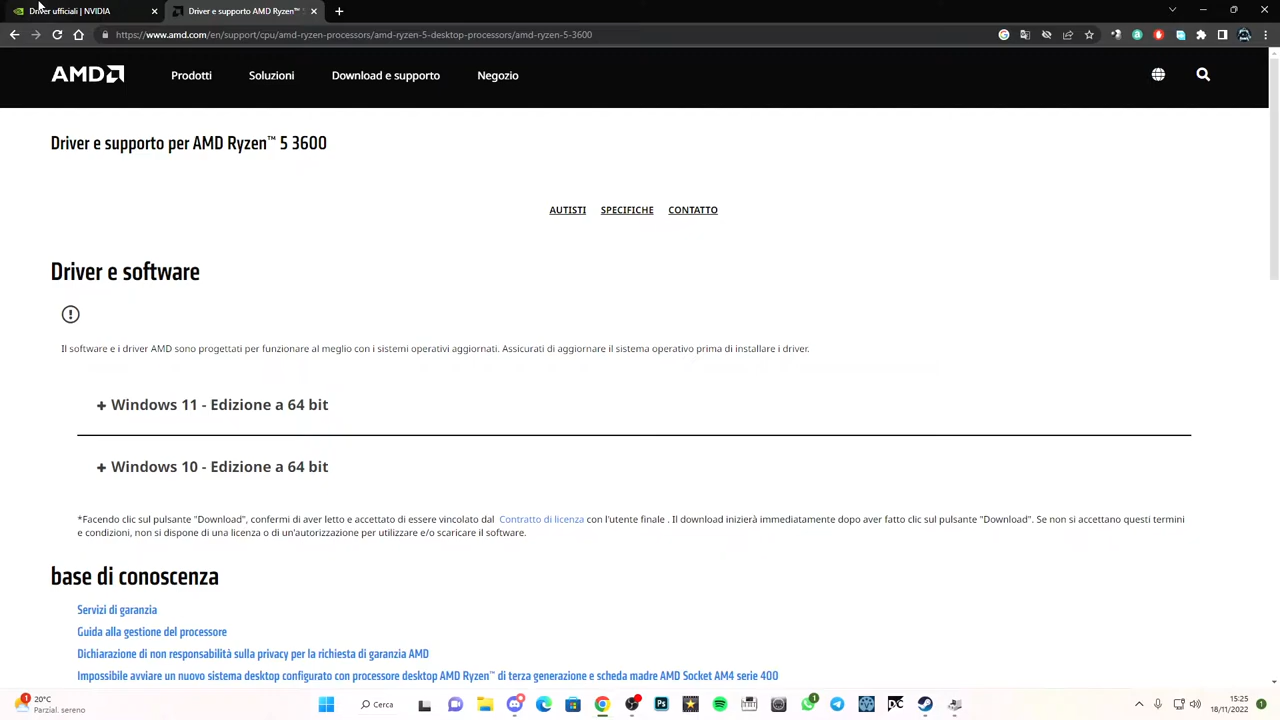 Driver ufficiali | NVIDIA
Driver e supporto per AMD Ryzen™
https://www.amd.com/en/support/cpu/amd-ryzen-processors/amd-ryzen-5-desktop-processors/amd-ryzen-5-3600
AMD
Prodotti
Soluzioni
Download e supporto
Negozio
Driver e supporto per AMD Ryzen™ 5 3600
AUTISTI
SPECIFICHE
CONTATTO
Driver e software
Il software e i driver AMD sono progettati per funzionare al meglio con i sistemi operativi aggiornati. Assicurati di aggiornare il sistema operativo prima di installare i driver.
+ Windows 11 - Edizione a 64 bit
+ Windows 10 - Edizione a 64 bit
*Facendo clic sul pulsante "Download", confermi di aver letto e accettato di essere vincolato dal Contratto di licenza con l'utente finale . Il download inizierà immediatamente dopo aver fatto clic sul pulsante "Download". Se non si accettano questi termini
e condizioni, non si dispone di una licenza o di un'autorizzazione per utilizzare e/o scaricare il software.
base di conoscenza
Servizi di garanzia
Guida alla gestione del processore
Dichiarazione di non responsabilità sulla privacy per la richiesta di garanzia AMD
Impossibile avviare un nuovo sistema desktop configurato con processore desktop AMD Ryzen™ di terza generazione e scheda madre AMD Socket AM4 serie 400
1
20°C
Parzial. sereno
Cerca
Ps
1
DC
15:25
18/11/2022